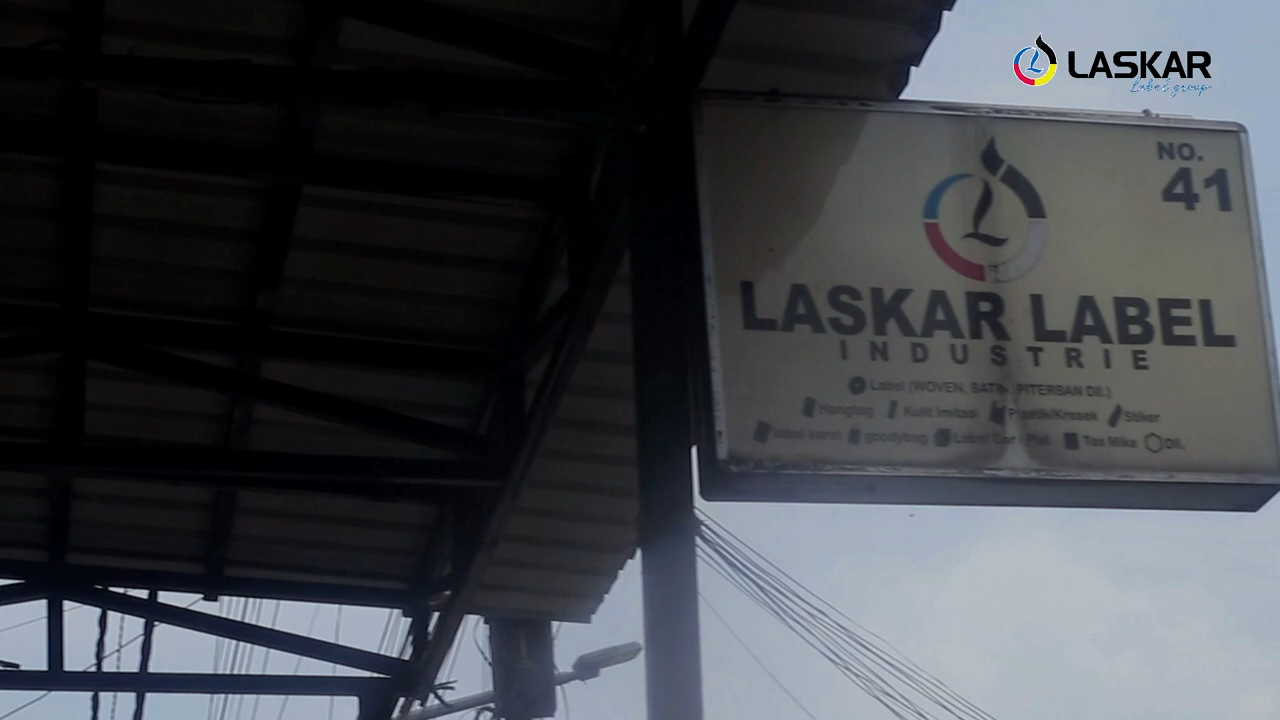 LASKAR
Label group
NO.
41
LASKAR LABEL
INDUSTRIE
Label (WOVEN, SATIN, PITERBAN Dll.)
Hangtag Kulit Imitasi Plastik/Kresek Stiker
label karet goodybag Label Cor Plat Tas Mika Dll.